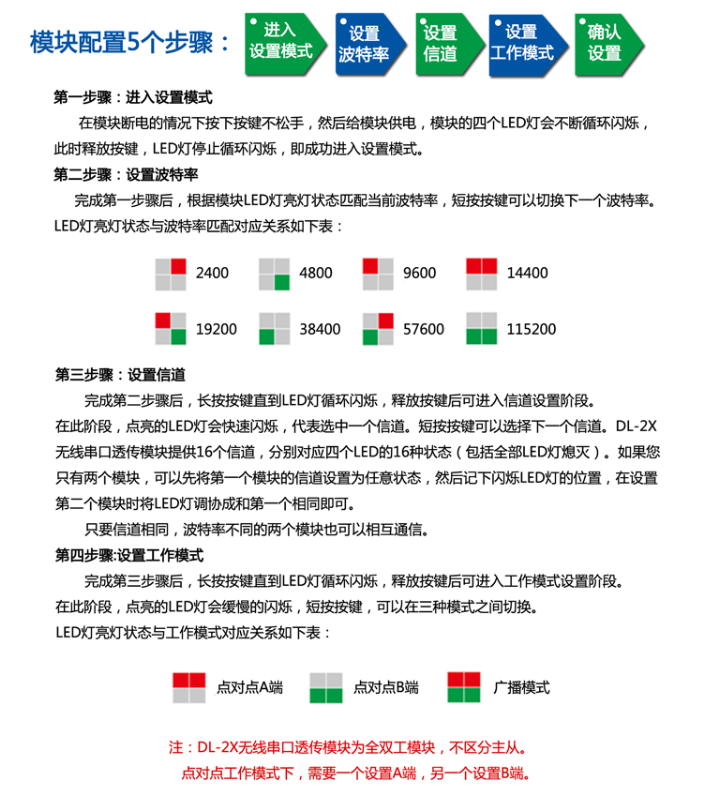 模块配置5个步骤：
进入
设置模式
设置
波特率
设置
信道
设置
工作模式
确认
设置
第一步骤：进入设置模式
在模块断电的情况下按下按键不松手，然后给模块供电，模块的四个LED灯会不断循环闪烁，
此时释放按键，LED灯停止循环闪烁，即成功进入设置模式。
第二步骤：设置波特率
完成第一步骤后，根据模块LED灯亮灯状态匹配当前波特率，短按按键可以切换下一个波特率。
LED灯亮灯状态与波特率匹配对应关系如下表：
2400 4800 9600 14400
19200 38400 57600 115200
第三步骤：设置信道
完成第二步骤后，长按按键直到LED灯循环闪烁，释放按键后可进入信道设置阶段。
在此阶段，点亮的LED灯会快速闪烁，代表选中一个信道。短按按键可以选择下一个信道。DL-2X
无线串口透传模块提供16个信道，分别对应四个LED的16种状态（包括全部LED灯熄灭）。如果您
只有两个模块，可以先将第一个模块的信道设置为任意状态，然后记下闪烁LED灯的位置，在设置
第二个模块时将LED灯调协成和第一个相同即可。
只要信道相同，波特率不同的两个模块也可以相互通信。
第四步骤:设置工作模式
完成第三步骤后，长按按键直到LED灯循环闪烁，释放按键后可进入工作模式设置阶段。
在此阶段，点亮的LED灯会缓慢的闪烁，短按按键，可以在三种模式之间切换。
LED灯亮灯状态与工作模式对应关系如下表：
点对点A端 点对点B端 广播模式
注：DL-2X无线串口透传模块为全双工模块，不区分主从。
点对点工作模式下，需要一个设置A端，另一个设置B端。